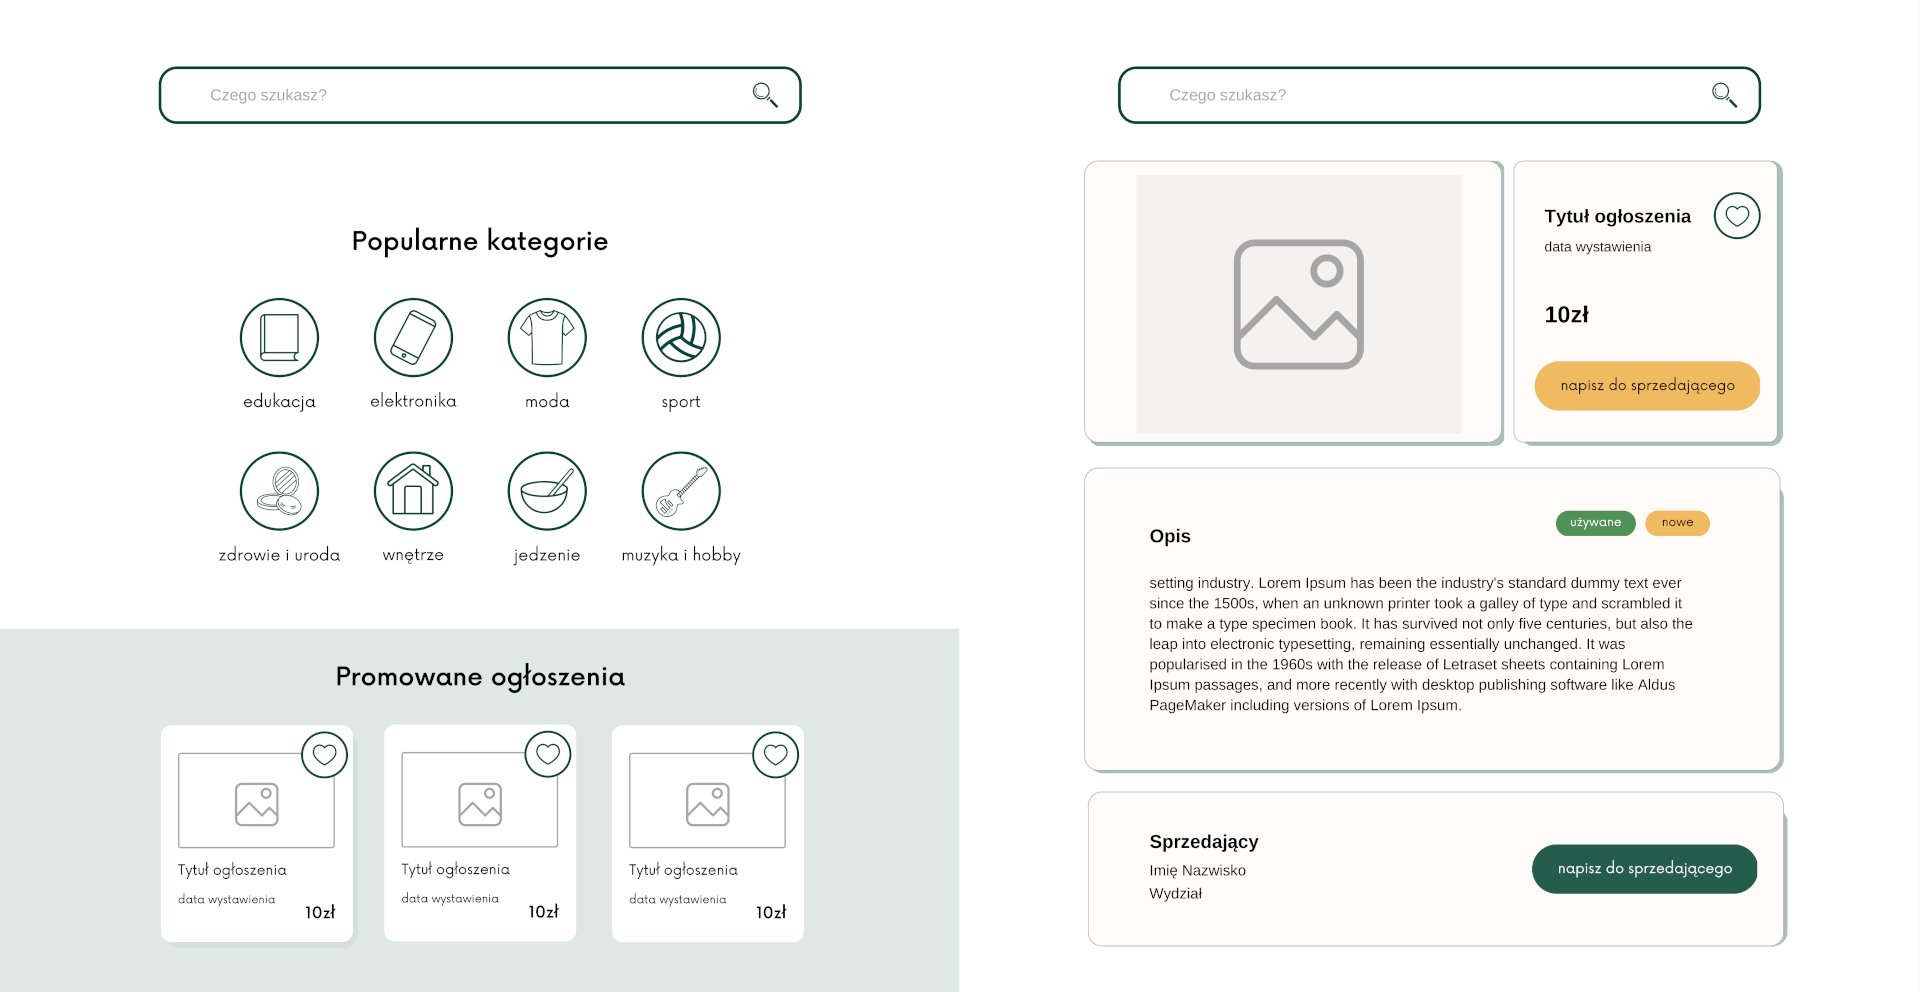 Czego szukasz?
Popularne kategorie
edukacja
elektronika
moda
sport
zdrowie i uroda
wnętrze
jedzenie
muzyka i hobby
Promowane ogłoszenia
Tytuł ogłoszenia
data wystawienia
10zł
Tytuł ogłoszenia
data wystawienia
10zł
Tytuł ogłoszenia
data wystawienia
10zł
Czego szukasz?
Tytuł ogłoszenia
data wystawienia
10zł
napisz do sprzedającego
używane
nowe
Opis
setting industry. Lorem Ipsum has been the industry's standard dummy text ever
since the 1500s, when an unknown printer took a galley of type and scrambled it
to make a type specimen book. It has survived not only five centuries, but also the
leap into electronic typesetting, remaining essentially unchanged. It was
popularised in the 1960s with the release of Letraset sheets containing Lorem
Ipsum passages, and more recently with desktop publishing software like Aldus
PageMaker including versions of Lorem Ipsum.
Sprzedający
Imię Nazwisko
Wydział
napisz do sprzedającego